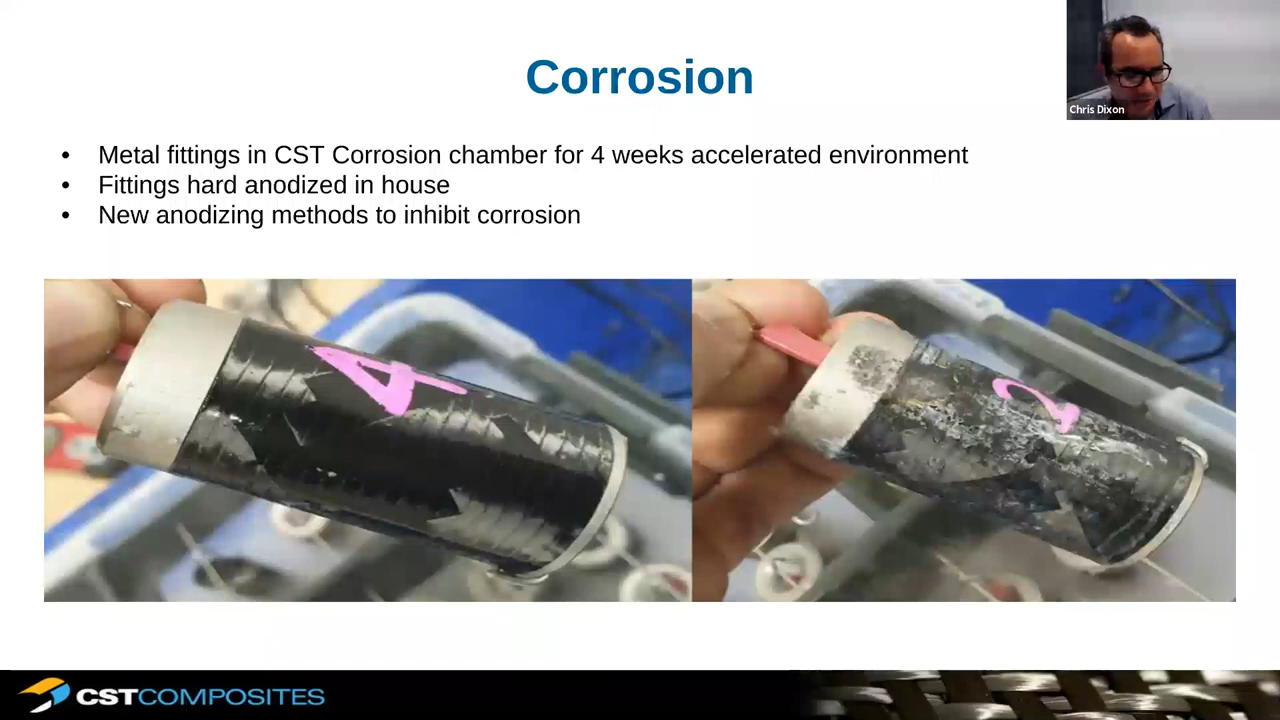 Corrosion
Chris Dixon
• Metal fittings in CST Corrosion chamber for 4 weeks accelerated environment
• Fittings hard anodized in house
• New anodizing methods to inhibit corrosion
4
2
CSTCOMPOSITES